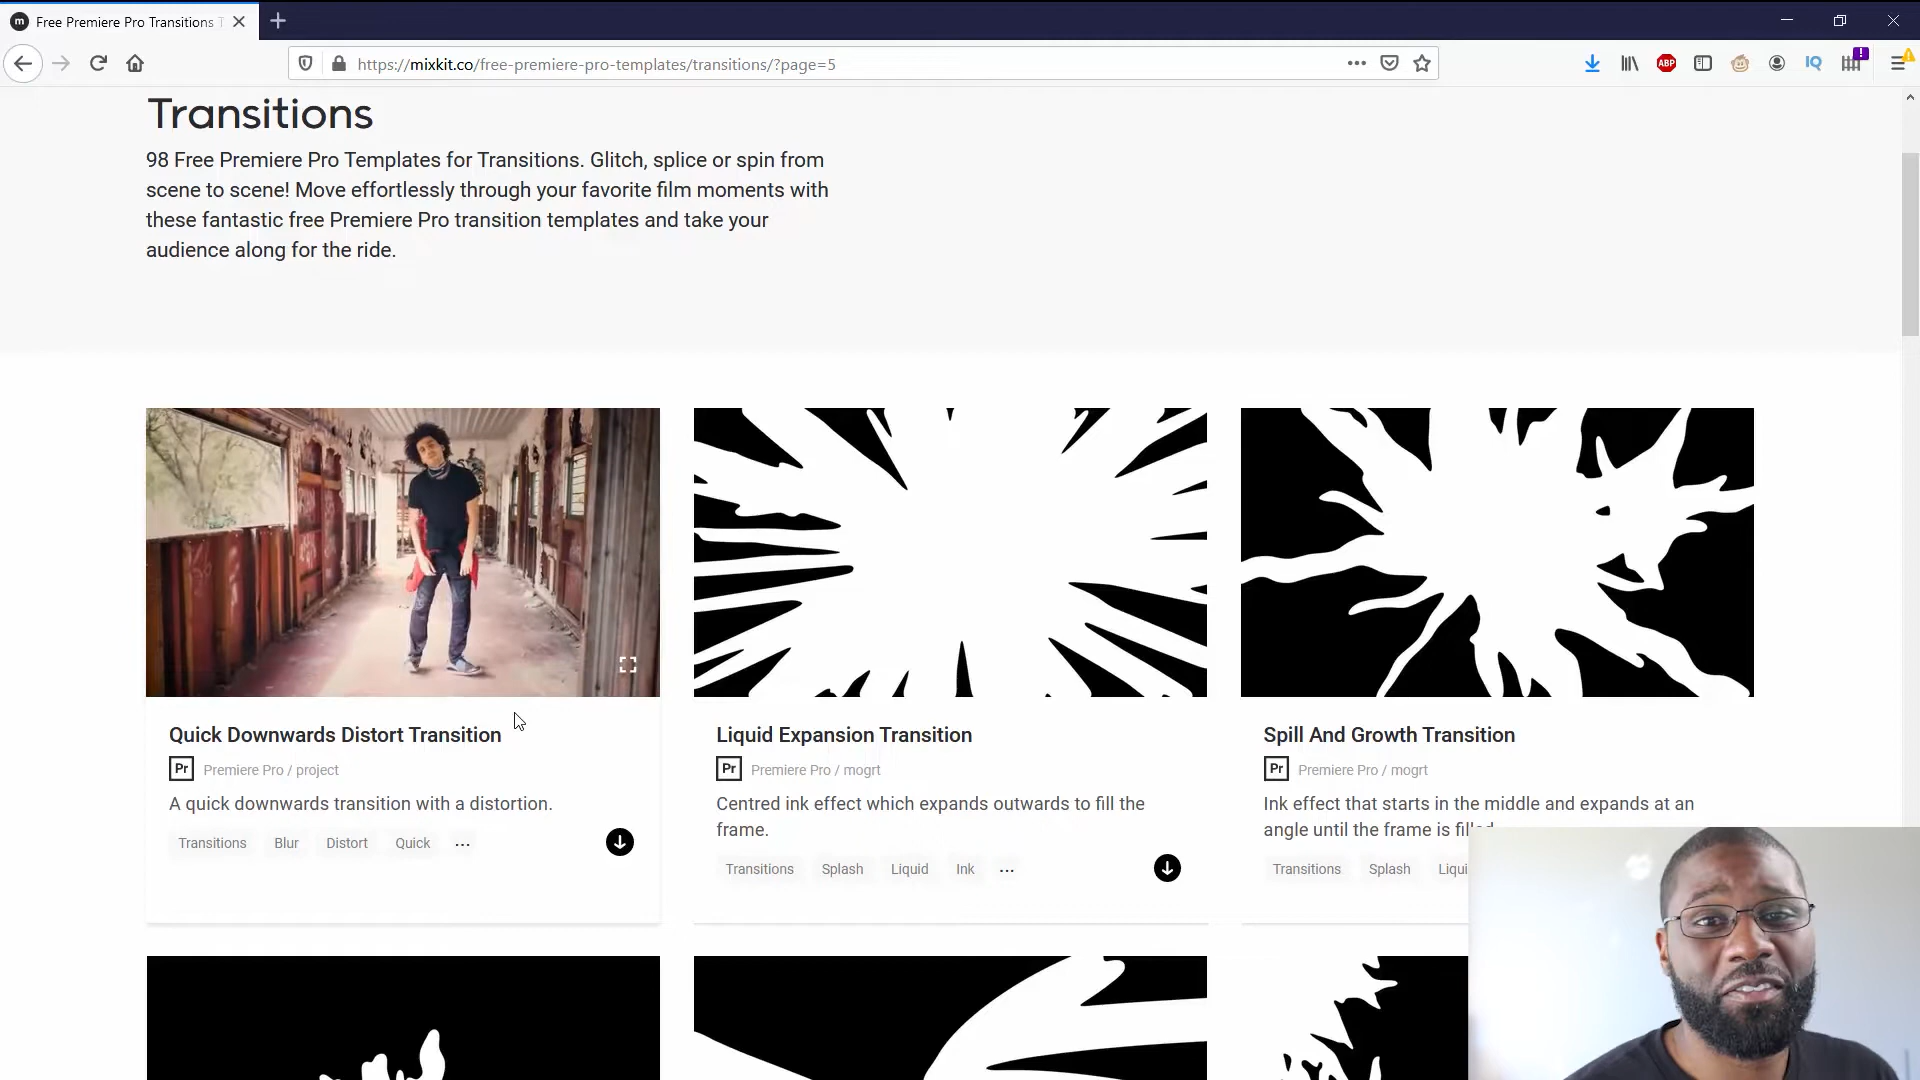 m Free Premiere Pro Transitions T
https://mixkit.co/free-premiere-pro-templates/transitions/?page=5
ABP
IQ
!
Transitions
98 Free Premiere Pro Templates for Transitions. Glitch, splice or spin from
scene to scene! Move effortlessly through your favorite film moments with
these fantastic free Premiere Pro transition templates and take your
audience along for the ride.
Quick Downwards Distort Transition
Pr Premiere Pro / project
A quick downwards transition with a distortion.
Transitions Blur Distort Quick ...
Liquid Expansion Transition
Pr Premiere Pro / mogrt
Centred ink effect which expands outwards to fill the
frame.
Transitions Splash Liquid Ink ...
Spill And Growth Transition
Pr Premiere Pro / mogrt
Ink effect that starts in the middle and expands at an
angle until the frame is filled.
Transitions Splash Liqui